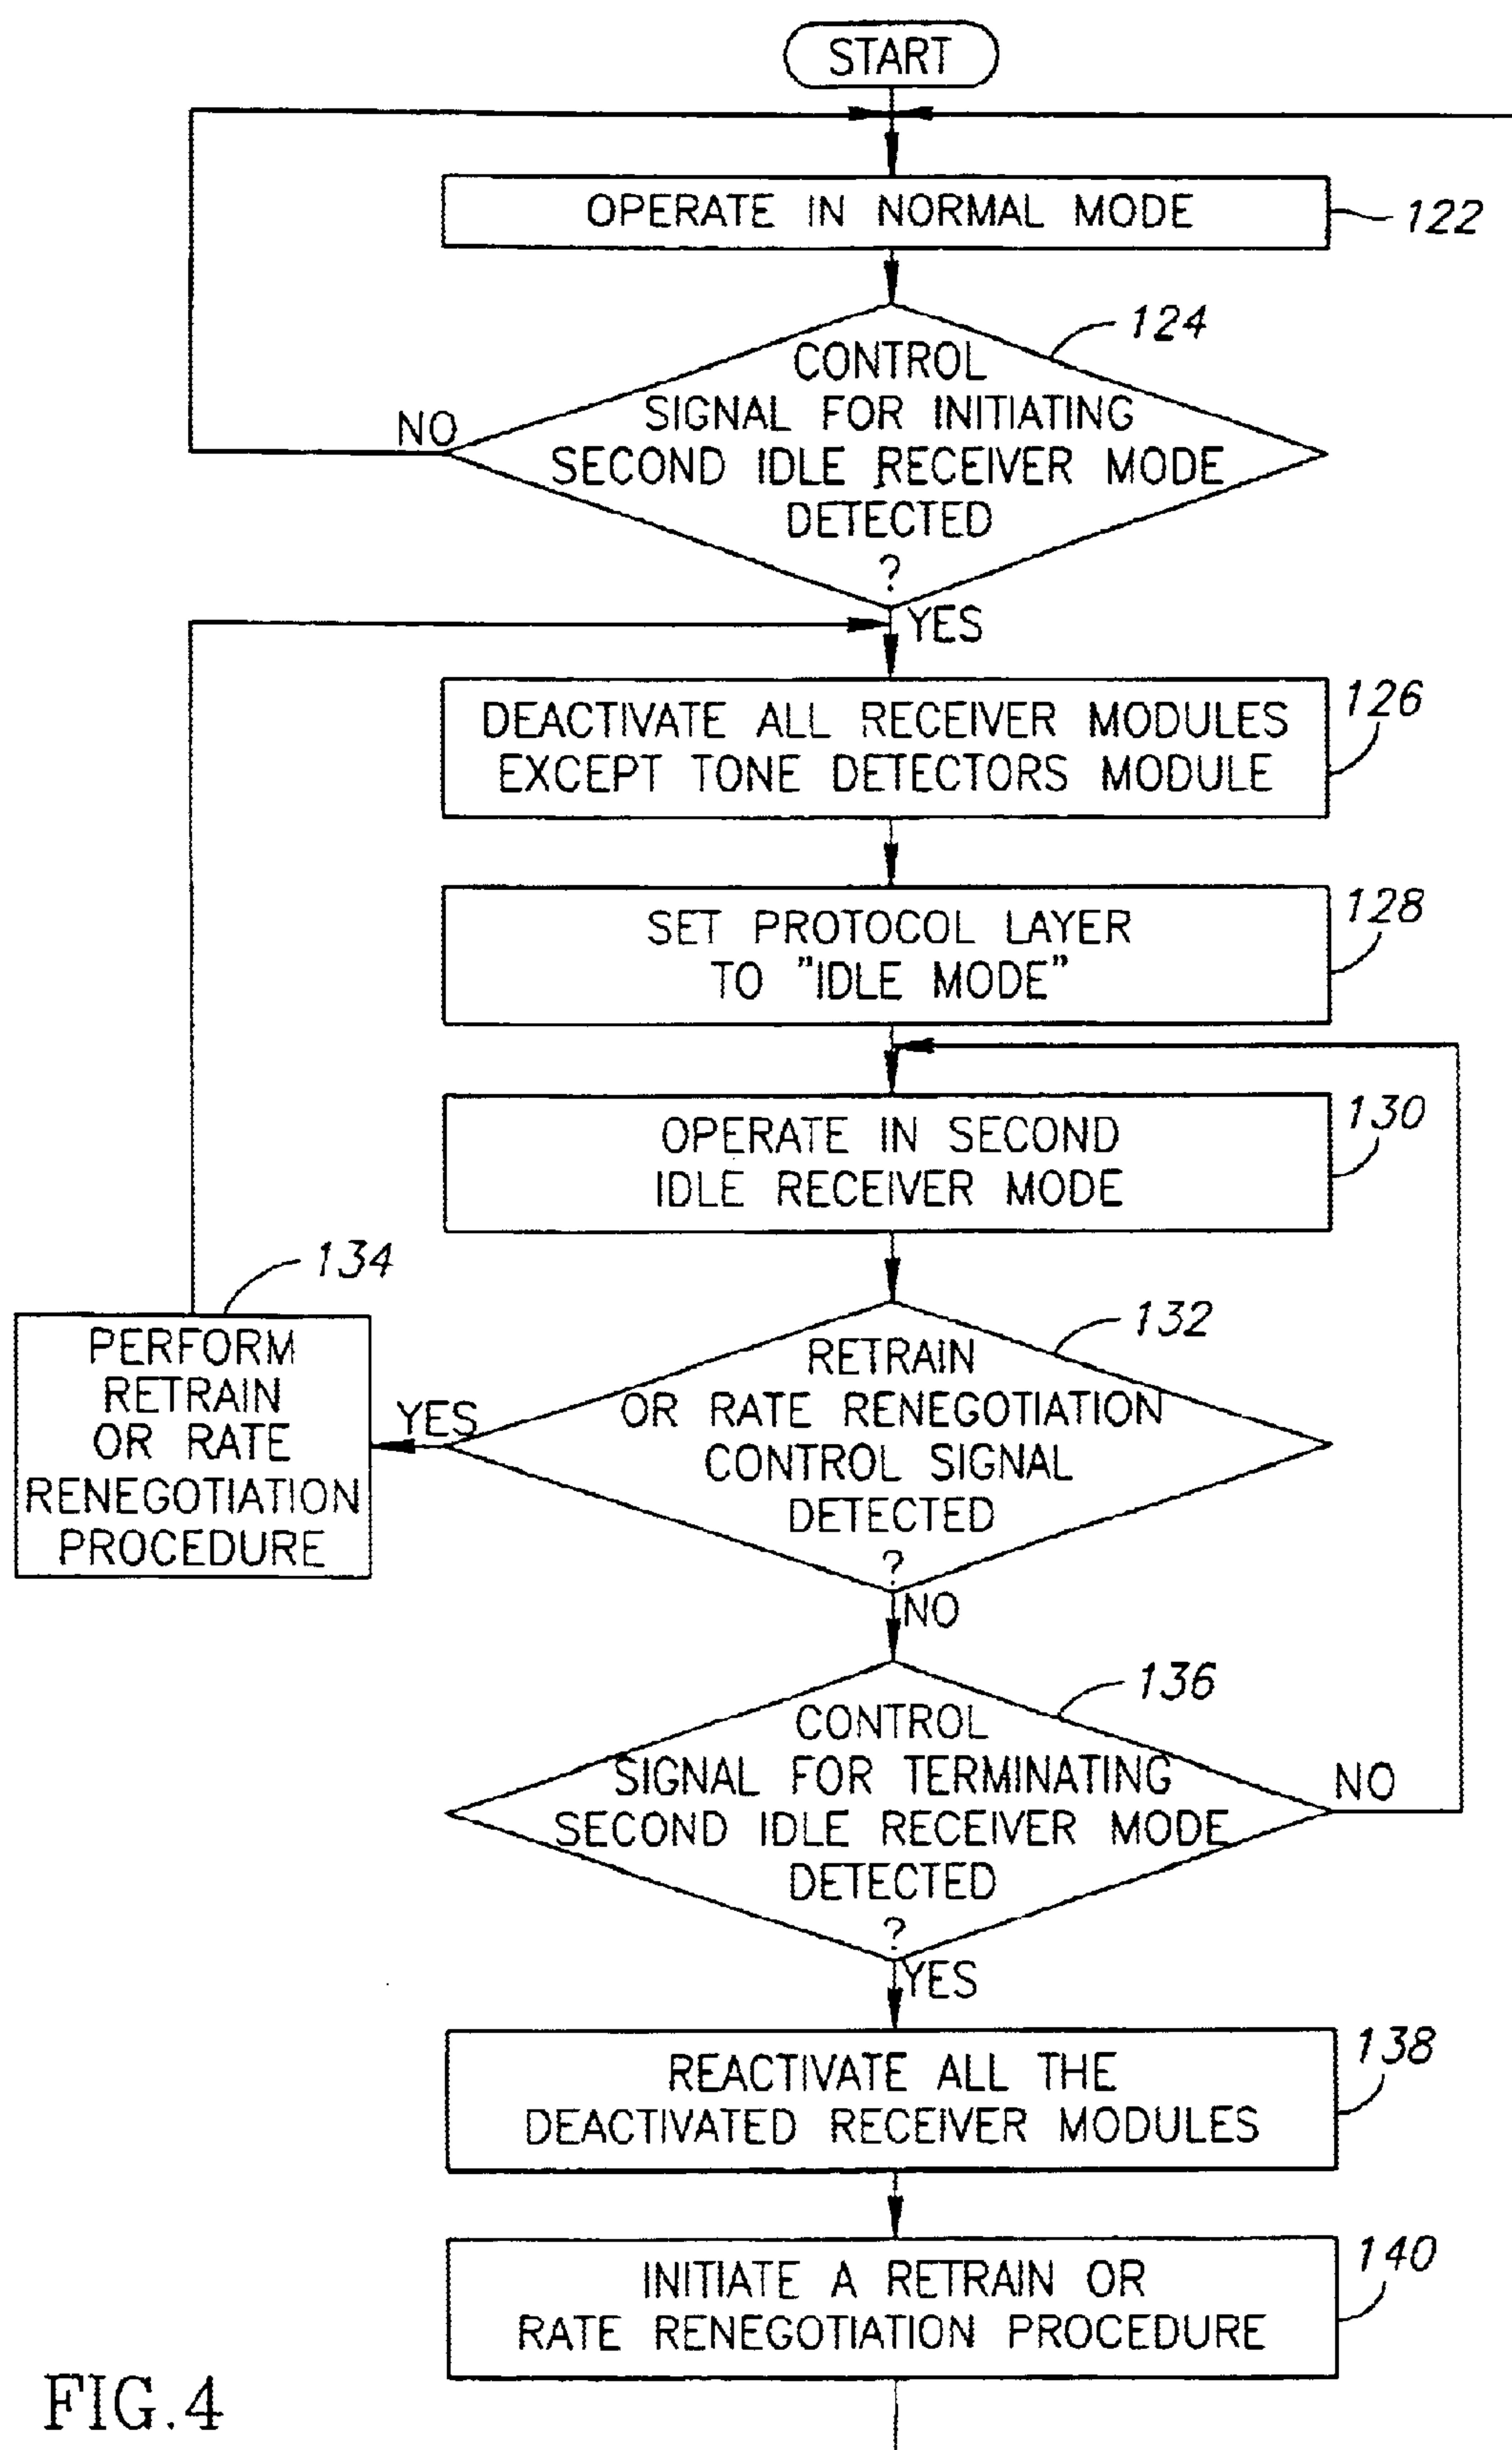 START
OPERATE IN NORMAL MODE
122
124
CONTROL
SIGNAL FOR INITIATING
SECOND IDLE RECEIVER MODE
DETECTED
?
NO
YES
DEACTIVATE ALL RECEIVER MODULES
EXCEPT TONE DETECTORS MODULE
126
SET PROTOCOL LAYER
TO "IDLE MODE"
128
OPERATE IN SECOND
IDLE RECEIVER MODE
130
134
PERFORM
RETRAIN
OR RATE
RENEGOTIATION
PROCEDURE
YES
132
RETRAIN
OR RATE RENEGOTIATION
CONTROL SIGNAL
DETECTED
?
NO
136
CONTROL
SIGNAL FOR TERMINATING
SECOND IDLE RECEIVER MODE
DETECTED
?
NO
YES
REACTIVATE ALL THE
DEACTIVATED RECEIVER MODULES
138
INITIATE A RETRAIN OR
RATE RENEGOTIATION PROCEDURE
140
FIG.4